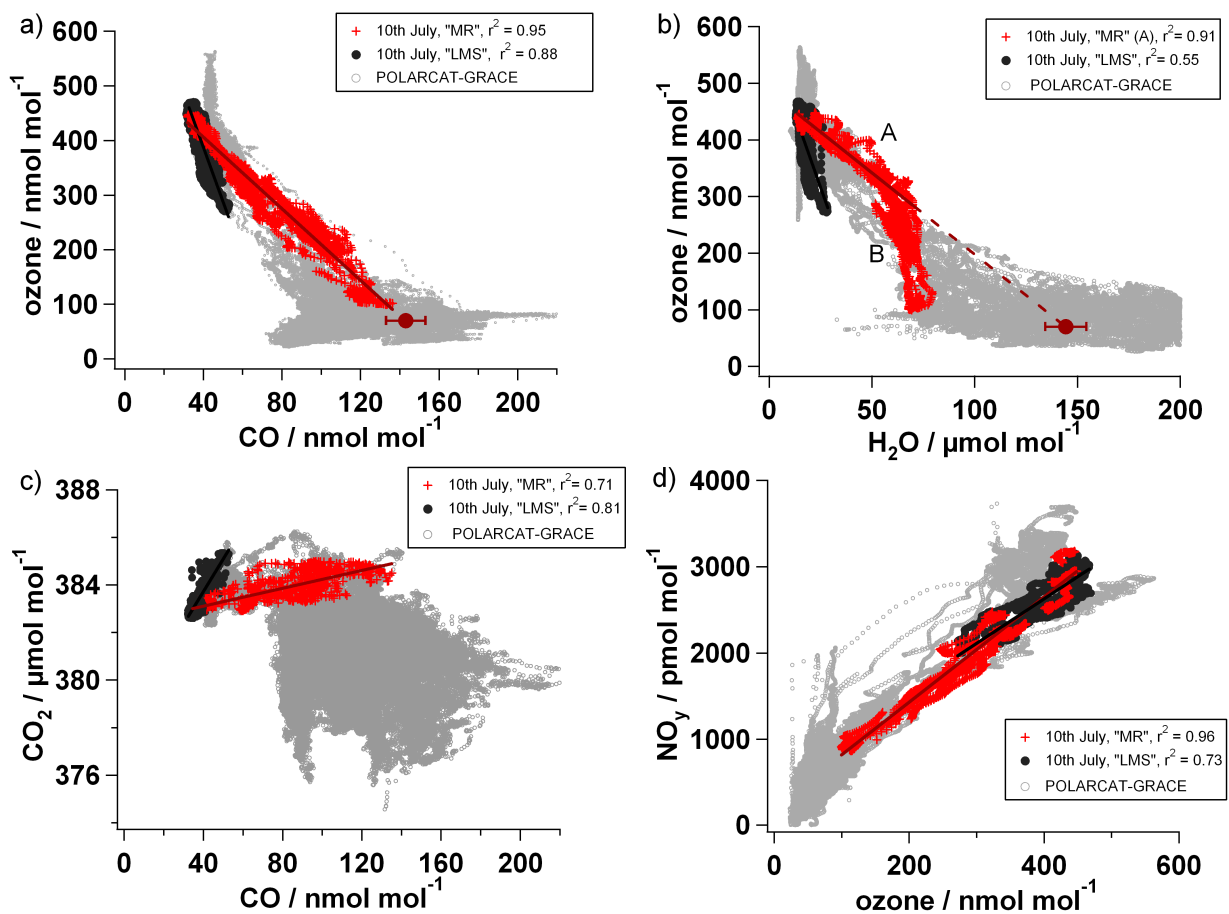 a)
10th July, "MR", r² = 0.95
10th July, "LMS", r² = 0.88
POLARCAT-GRACE
600
500
400
300
200
100
0
ozone / nmol mol⁻¹
0 40 80 120 160 200
CO / nmol mol⁻¹
b)
10th July, "MR" (A), r² = 0.91
10th July, "LMS", r² = 0.55
POLARCAT-GRACE
A
B
600
500
400
300
200
100
0
ozone / nmol mol⁻¹
0 50 100 150 200
H₂O / µmol mol⁻¹
c)
10th July, "MR", r² = 0.71
10th July, "LMS", r² = 0.81
POLARCAT-GRACE
388
384
380
376
CO₂ / µmol mol⁻¹
0 40 80 120 160 200
CO / nmol mol⁻¹
d)
4000
3000
2000
1000
0
NOy / pmol mol⁻¹
10th July, "MR", r² = 0.96
10th July, "LMS", r² = 0.73
POLARCAT-GRACE
0 200 400 600
ozone / nmol mol⁻¹